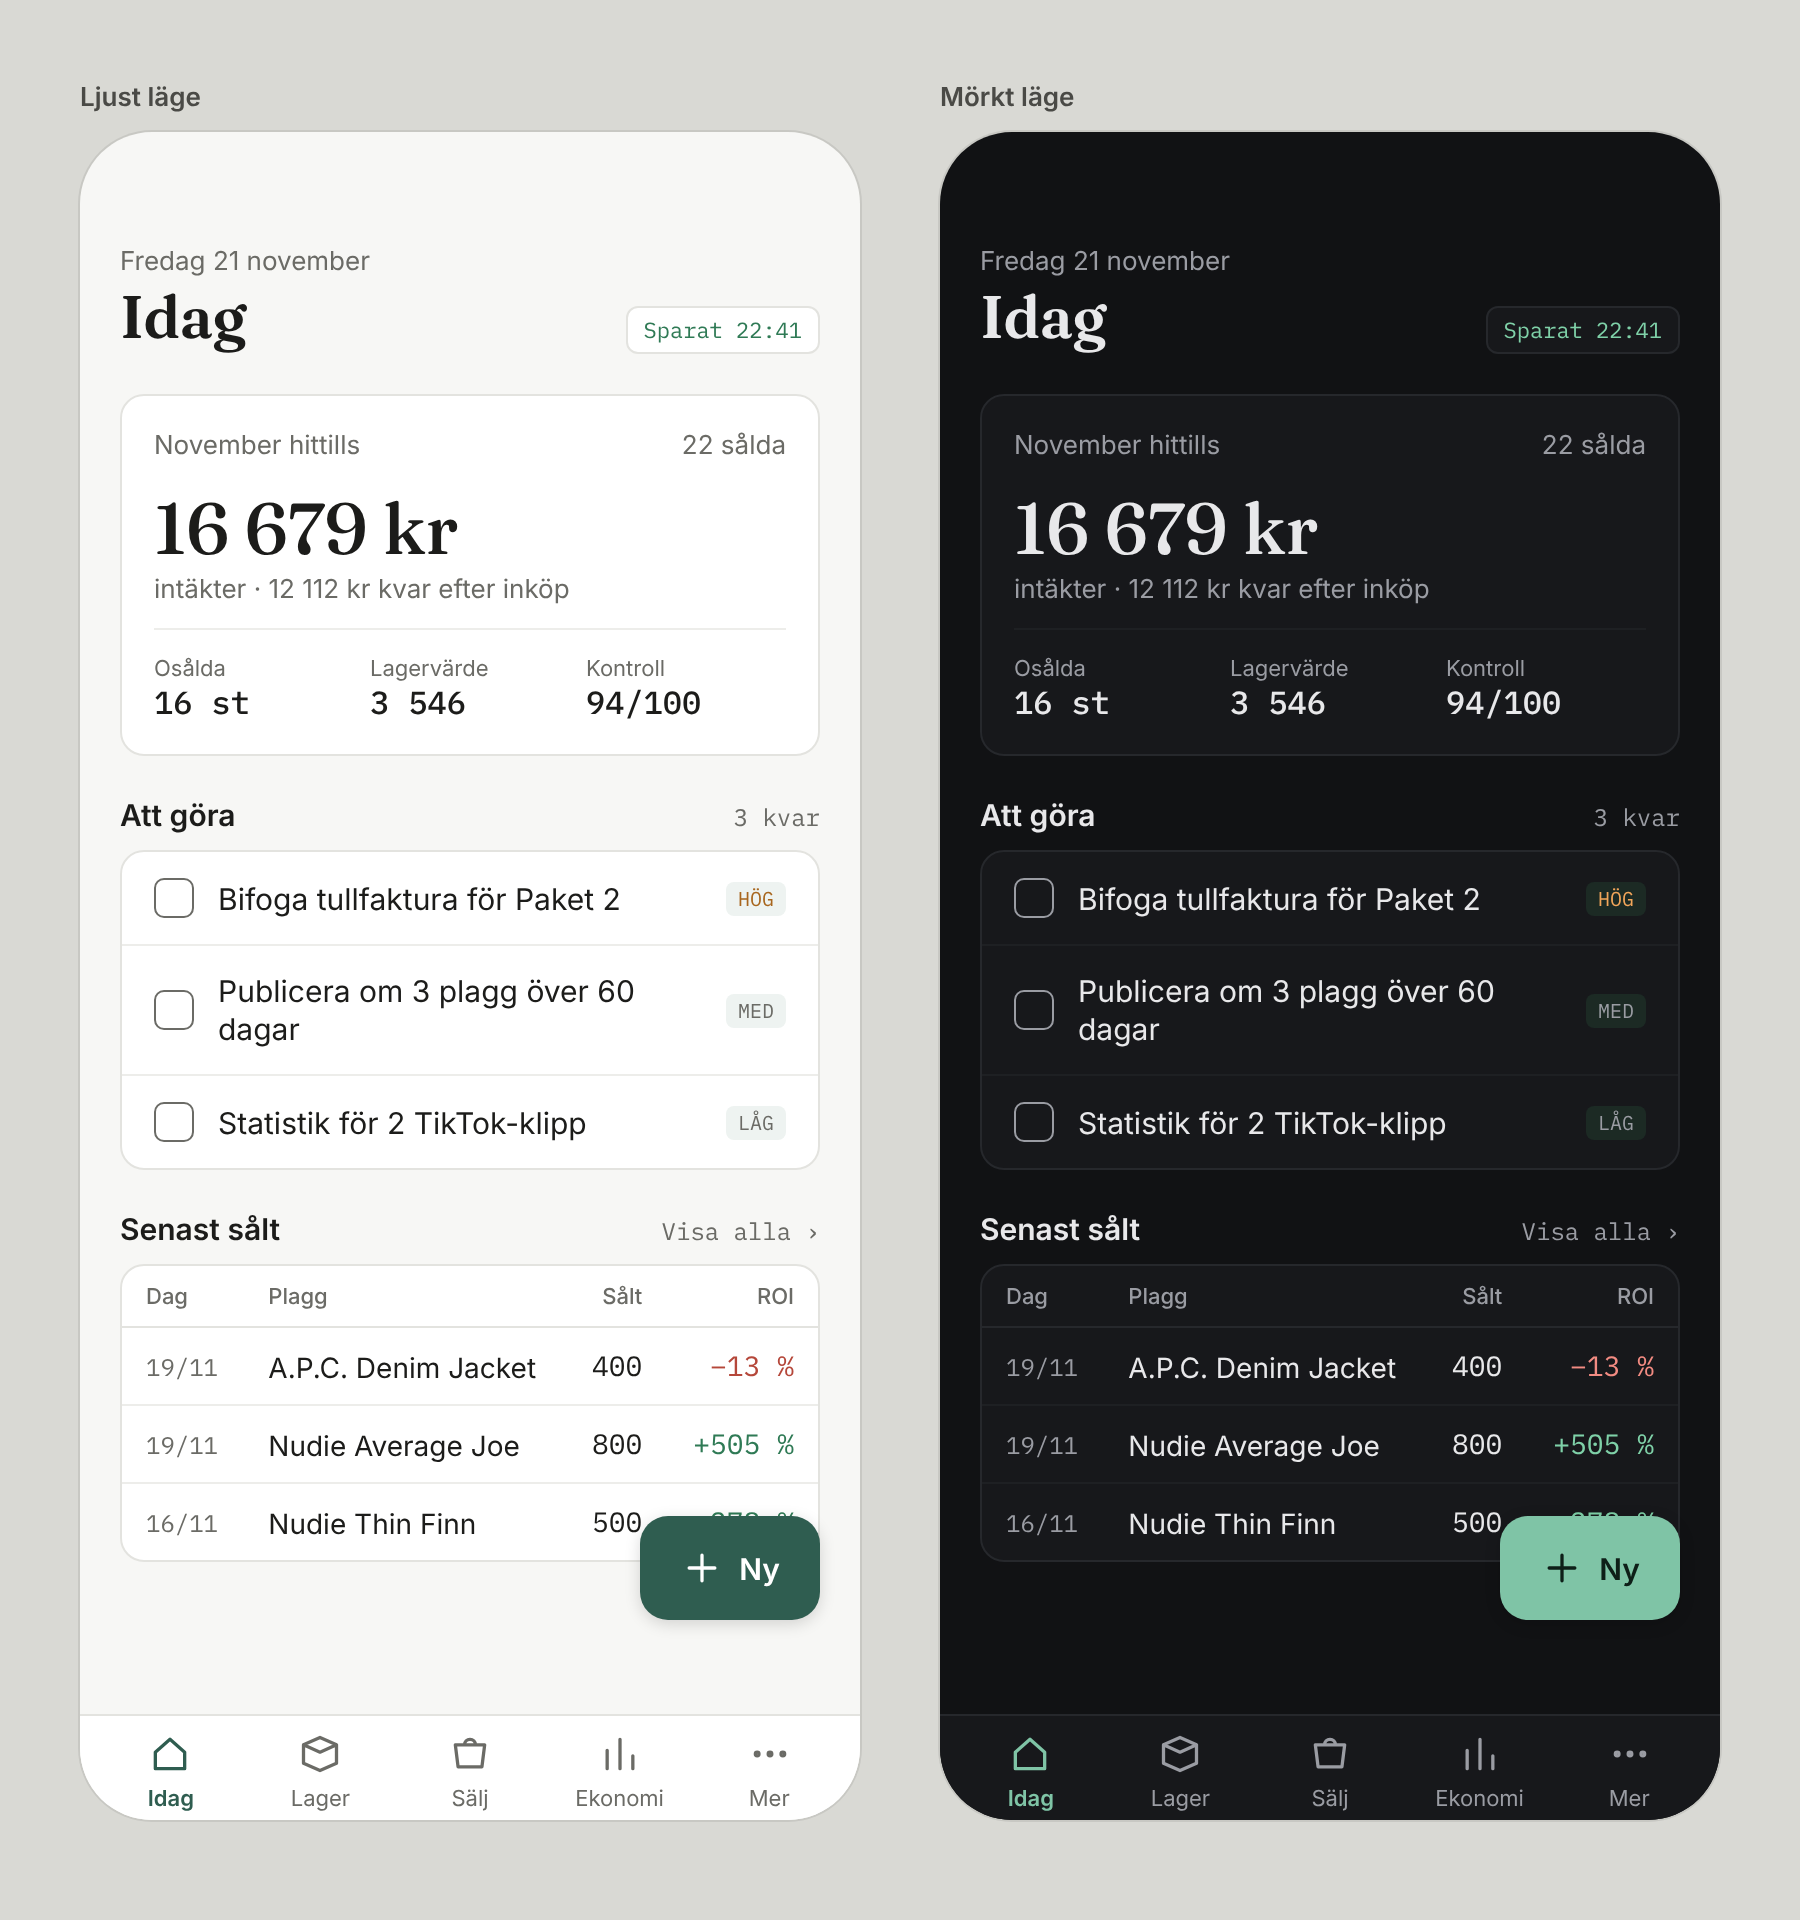 Ljust läge
Fredag 21 november
Idag
Sparat 22:41
November hittills
22 sålda
16 679 kr
intäkter · 12 112 kr kvar efter inköp
Osålda
Lagervärde
Kontroll
16 st
3 546
94/100
Att göra
3 kvar
Bifoga tullfaktura för Paket 2
HÖG
Publicera om 3 plagg över 60
dagar
MED
Statistik för 2 TikTok-klipp
LÅG
Senast sålt
Visa alla ›
Dag Plagg Sålt ROI
19/11 A.P.C. Denim Jacket 400 −13 %
19/11 Nudie Average Joe 800 +505 %
16/11 Nudie Thin Finn 500
+ Ny
Idag
Lager
Sälj
Ekonomi
Mer
Mörkt läge
Fredag 21 november
Idag
Sparat 22:41
November hittills
22 sålda
16 679 kr
intäkter · 12 112 kr kvar efter inköp
Osålda
Lagervärde
Kontroll
16 st
3 546
94/100
Att göra
3 kvar
Bifoga tullfaktura för Paket 2
HÖG
Publicera om 3 plagg över 60
dagar
MED
Statistik för 2 TikTok-klipp
LÅG
Senast sålt
Visa alla ›
Dag Plagg Sålt ROI
19/11 A.P.C. Denim Jacket 400 −13 %
19/11 Nudie Average Joe 800 +505 %
16/11 Nudie Thin Finn 500
+ Ny
Idag
Lager
Sälj
Ekonomi
Mer